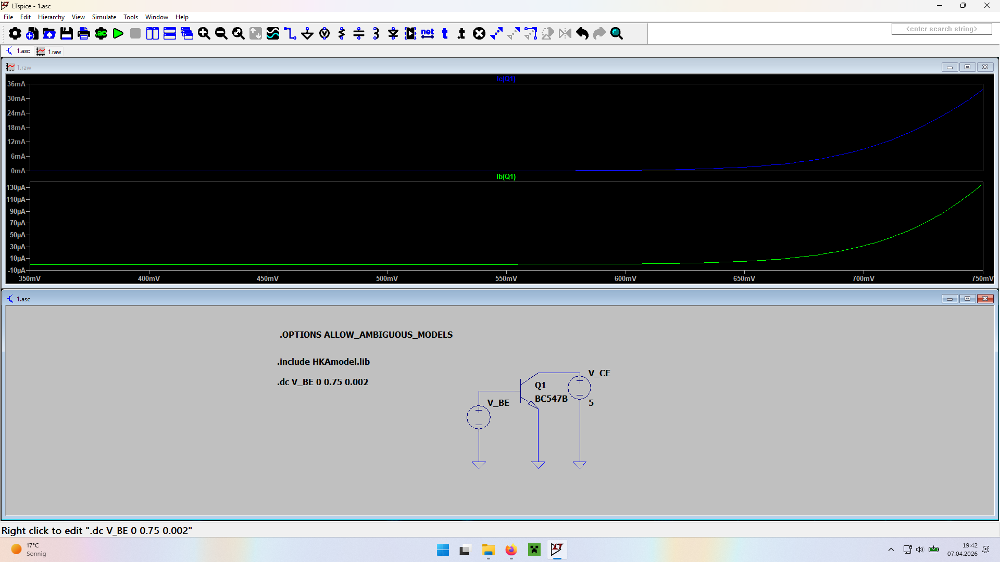 LTspice - 1.asc
File Edit Hierarchy View Simulate Tools Window Help
ac net t .t <enter search string>
1.asc 1.raw
1.raw
Ic(Q1)
36mA
30mA
24mA
18mA
12mA
6mA
0mA
Ib(Q1)
130µA
110µA
90µA
70µA
50µA
30µA
10µA
-10µA
350mV 400mV 450mV 500mV 550mV 600mV 650mV 700mV 750mV
1.asc
.OPTIONS ALLOW_AMBIGUOUS_MODELS
.include HKAmodel.lib
.dc V_BE 0 0.75 0.002
V_CE
Q1
BC547B
V_BE
5
Right click to edit ".dc V_BE 0 0.75 0.002"
17°C
Sonnig
19:42
07.04.2026